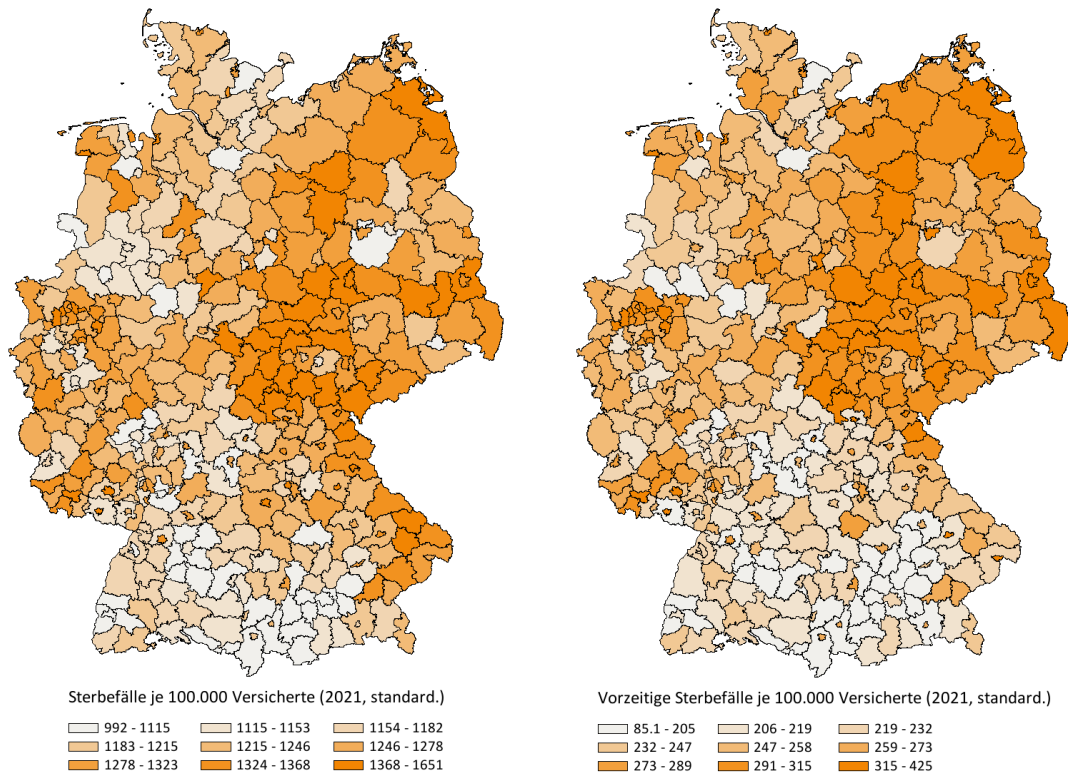 Sterbefälle je 100.000 Versicherte (2021, standard.)
992 - 1115 1115 - 1153 1154 - 1182
1183 - 1215 1215 - 1246 1246 - 1278
1278 - 1323 1324 - 1368 1368 - 1651
Vorzeitige Sterbefälle je 100.000 Versicherte (2021, standard.)
85.1 - 205 206 - 219 219 - 232
232 - 247 247 - 258 259 - 273
273 - 289 291 - 315 315 - 425